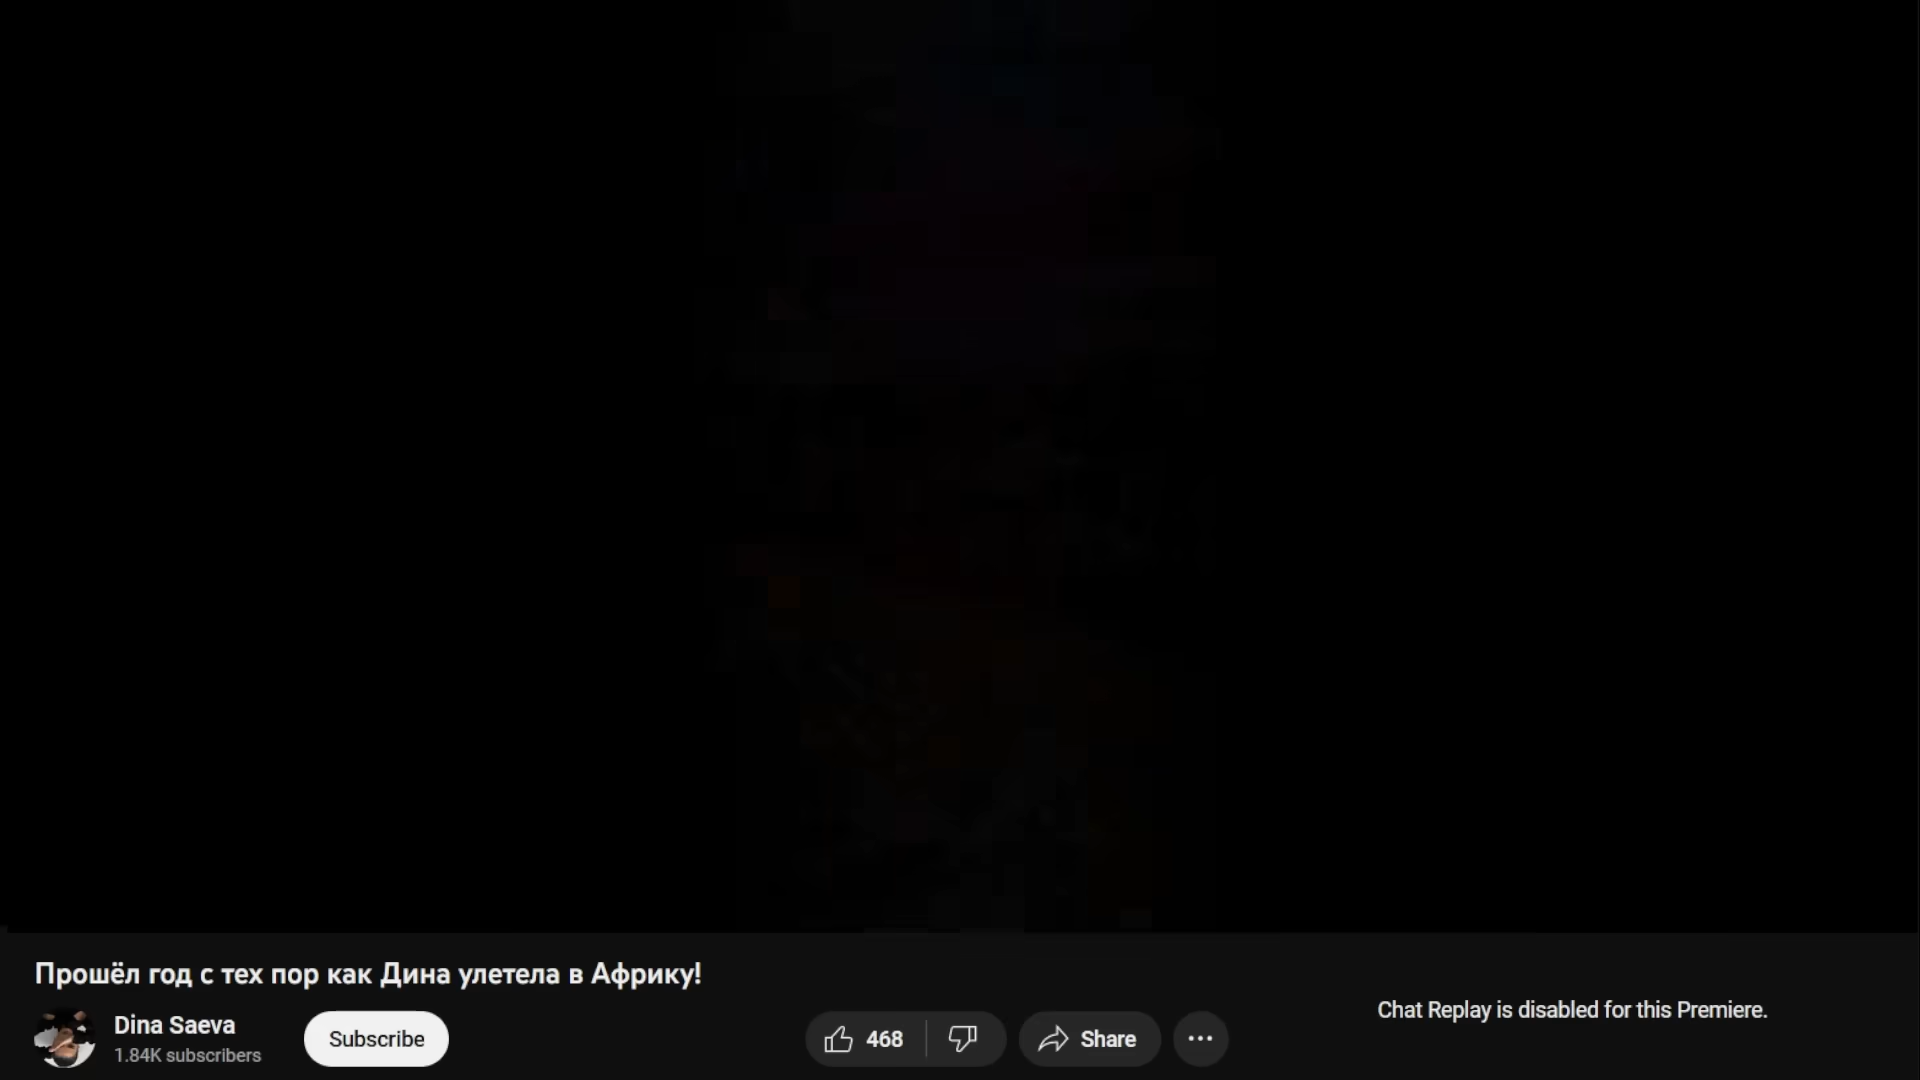 Прошёл год с тех пор как Дина улетела в Африку!
Dina Saeva
1.84K subscribers
Subscribe
468
Share
Chat Replay is disabled for this Premiere.